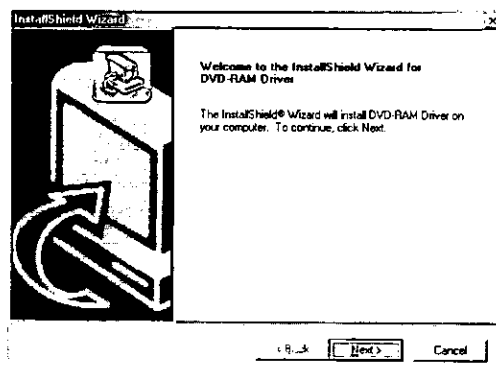 InstallShield Wizard
Welcome to the InstallShield Wizard for
DVD-RAM Driver
The InstallShield® Wizard will install DVD-RAM Driver on
your computer. To continue, click Next.
< Back
Next >
Cancel